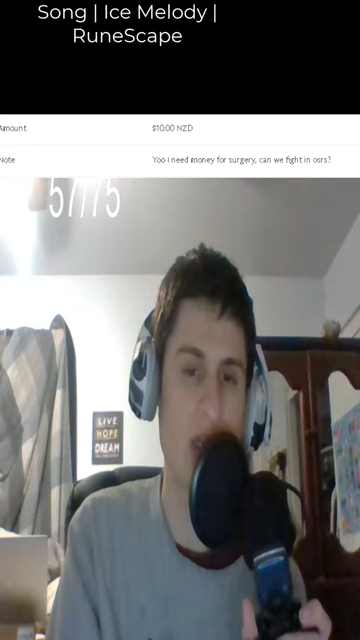 Song | Ice Melody |
RuneScape
Amount $10.00 NZD
Note Yoo I need money for surgery, can we fight in osrs?
57/75
LIVE
HOPE
DREAM